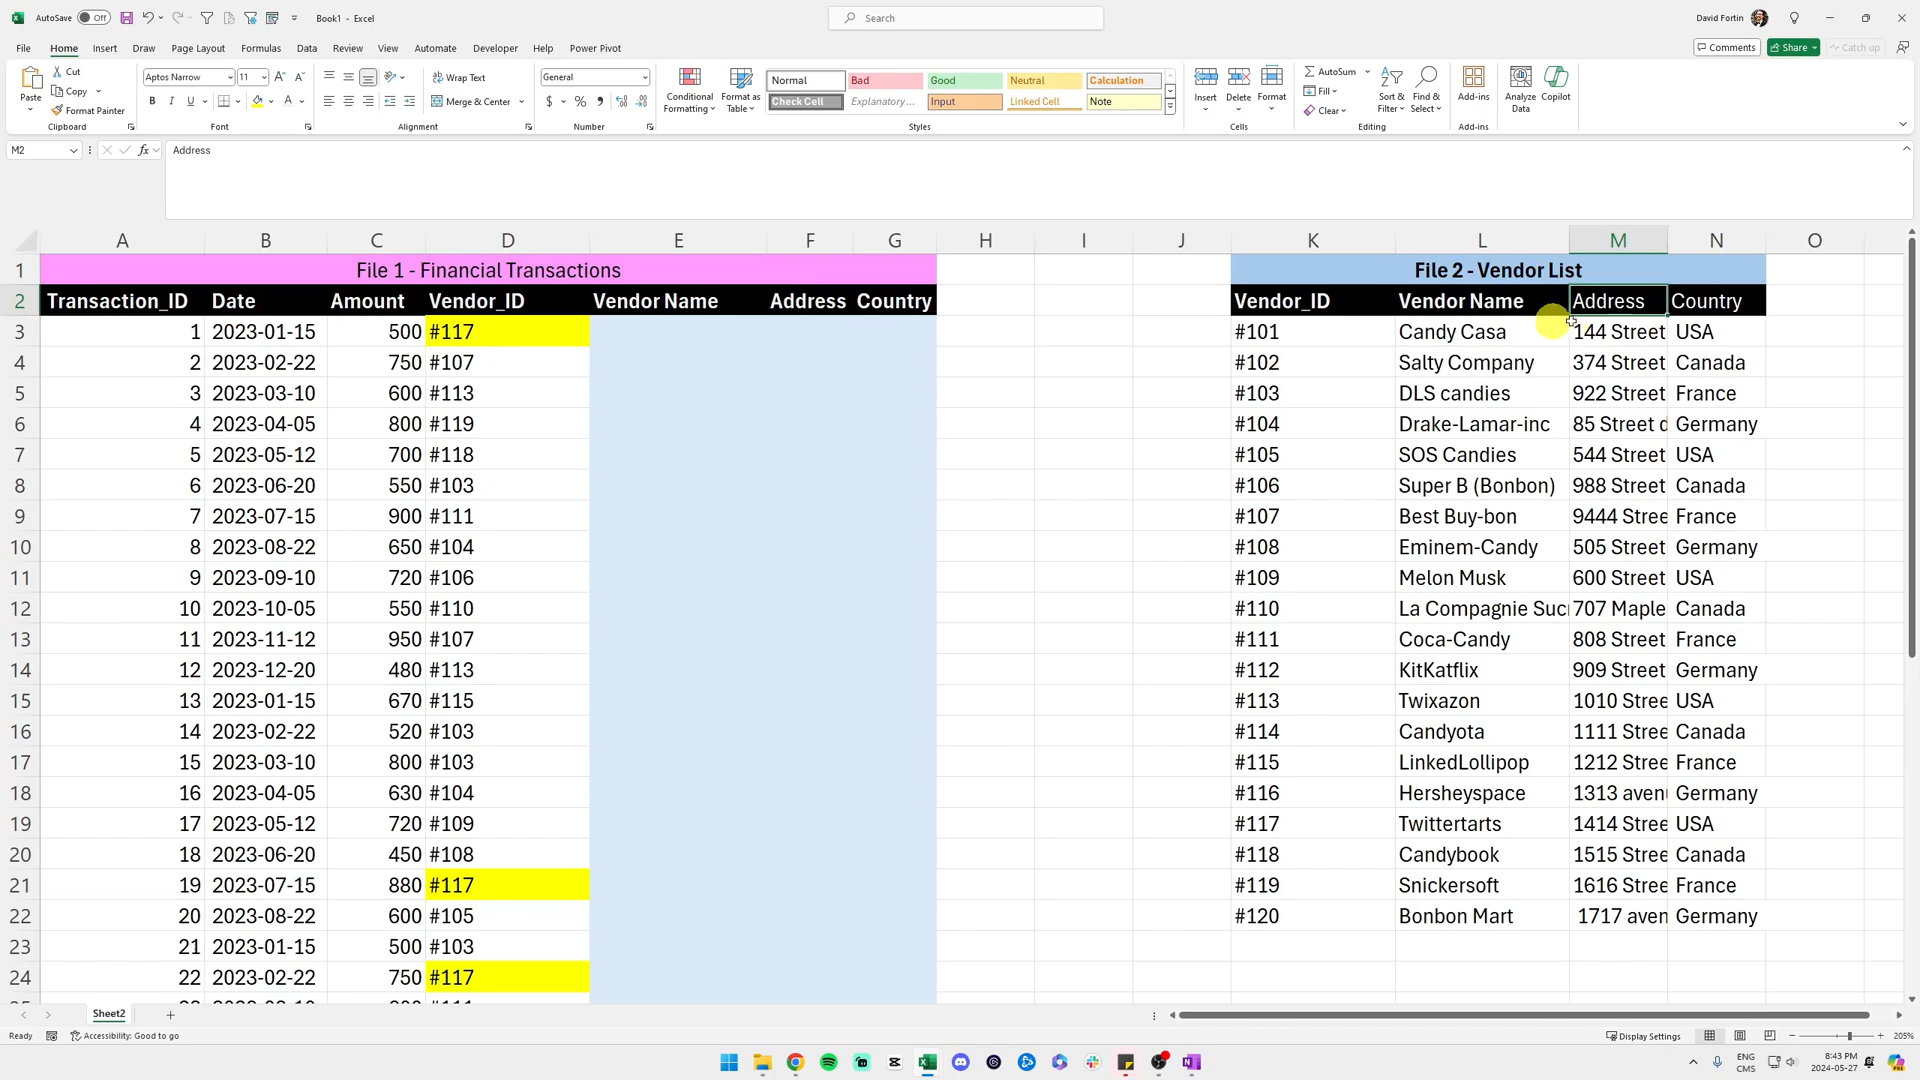 AutoSave Off Book1 - Excel Search David Fortin
File Home Insert Draw Page Layout Formulas Data Review View Automate Developer Help Power Pivot Comments Share Catch up
Paste Cut Copy Format Painter Clipboard
Aptos Narrow 11 B I U Font
Wrap Text Merge & Center Alignment
General $ % Number
Conditional Formatting Format as Table
Normal Bad Good Neutral Calculation
Check Cell Explanatory... Input Linked Cell Note
Styles
Insert Delete Format Cells
AutoSum Fill Clear Sort & Filter Find & Select Editing
Add-ins Add-ins Analyze Data Copilot
M2 fx Address
A B C D E F G H I J K L M N O
1 File 1 - Financial Transactions File 2 - Vendor List
2 Transaction_ID Date Amount Vendor_ID Vendor Name Address Country Vendor_ID Vendor Name Address Country
3 1 2023-01-15 500 #117 #101 Candy Casa 144 Street USA
4 2 2023-02-22 750 #107 #102 Salty Company 374 Street Canada
5 3 2023-03-10 600 #113 #103 DLS candies 922 Street France
6 4 2023-04-05 800 #119 #104 Drake-Lamar-inc 85 Street d Germany
7 5 2023-05-12 700 #118 #105 SOS Candies 544 Street USA
8 6 2023-06-20 550 #103 #106 Super B (Bonbon) 988 Street Canada
9 7 2023-07-15 900 #111 #107 Best Buy-bon 9444 Stree France
10 8 2023-08-22 650 #104 #108 Eminem-Candy 505 Street Germany
11 9 2023-09-10 720 #106 #109 Melon Musk 600 Street USA
12 10 2023-10-05 550 #110 #110 La Compagnie Suc 707 Maple Canada
13 11 2023-11-12 950 #107 #111 Coca-Candy 808 Street France
14 12 2023-12-20 480 #113 #112 KitKatflix 909 Street Germany
15 13 2023-01-15 670 #115 #113 Twixazon 1010 Stree USA
16 14 2023-02-22 520 #103 #114 Candyota 1111 Stree Canada
17 15 2023-03-10 800 #103 #115 LinkedLollipop 1212 Stree France
18 16 2023-04-05 630 #104 #116 Hersheyspace 1313 aven Germany
19 17 2023-05-12 720 #109 #117 Twittertarts 1414 Stree USA
20 18 2023-06-20 450 #108 #118 Candybook 1515 Stree Canada
21 19 2023-07-15 880 #117 #119 Snickersoft 1616 Stree France
22 20 2023-08-22 600 #105 #120 Bonbon Mart 1717 aven Germany
23 21 2023-01-15 500 #103
24 22 2023-02-22 750 #117
Sheet2
Ready Accessibility: Good to go Display Settings 205%
ENG 8:43 PM
CMS 2024-05-27